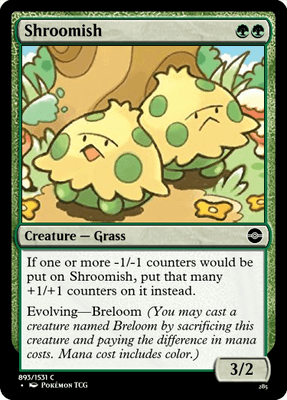 Shroomish
Creature — Grass
If one or more -1/-1 counters would be
put on Shroomish, put that many
+1/+1 counters on it instead.
Evolving—Breloom (You may cast a
creature named Breloom by sacrificing this
creature and paying the difference in mana
costs. Mana cost includes color.)
3/2
893/1531 C
• Pokémon TCG
285